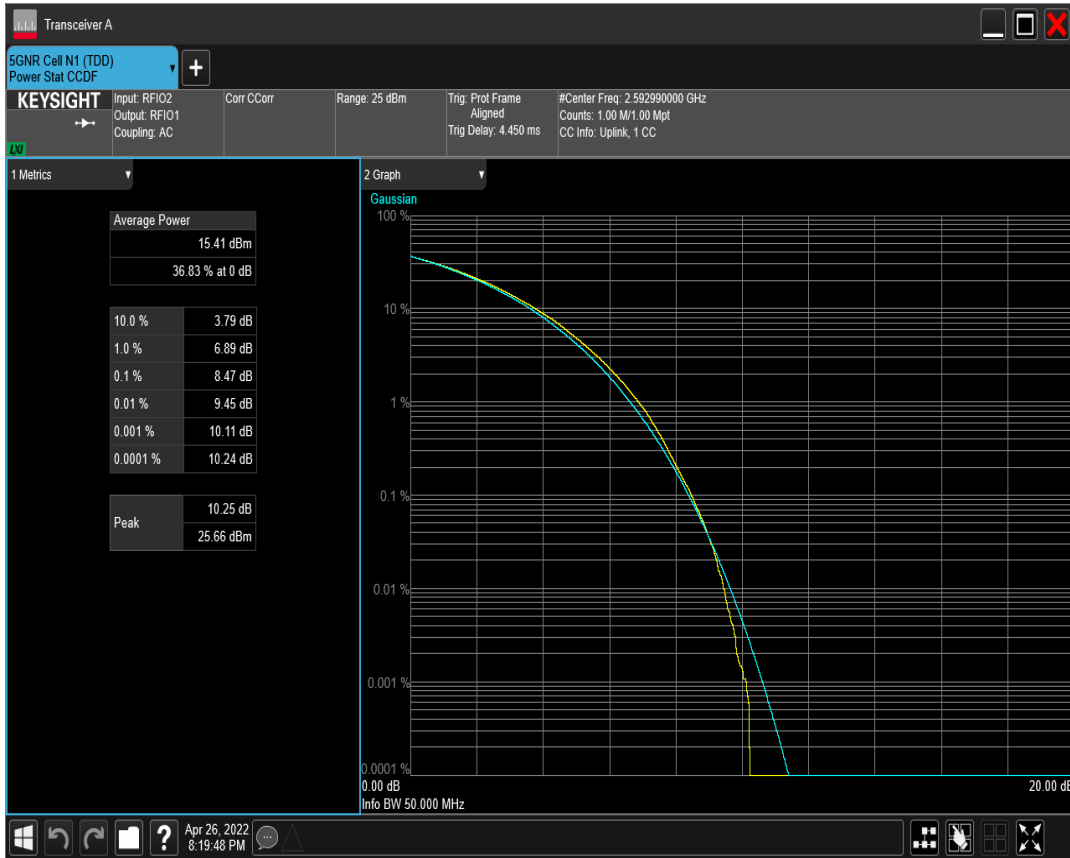 Transceiver A
5GNR Cell N1 (TDD)
Power Stat CCDF
KEYSIGHT
LXI
Input: RFIO2
Output: RFIO1
Coupling: AC
Corr CCorr
Range: 25 dBm
Trig: Prot Frame
Aligned
Trig Delay: 4.450 ms
#Center Freq: 2.592990000 GHz
Counts: 1.00 M/1.00 Mpt
CC Info: Uplink, 1 CC
1 Metrics
Average Power
15.41 dBm
36.83 % at 0 dB
10.0 % 3.79 dB
1.0 % 6.89 dB
0.1 % 8.47 dB
0.01 % 9.45 dB
0.001 % 10.11 dB
0.0001 % 10.24 dB
Peak
10.25 dB
25.66 dBm
2 Graph
Gaussian
100 %
10 %
1 %
0.1 %
0.01 %
0.001 %
0.0001 %
0.00 dB 20.00 dB
Info BW 50.000 MHz
Apr 26, 2022
8:19:48 PM